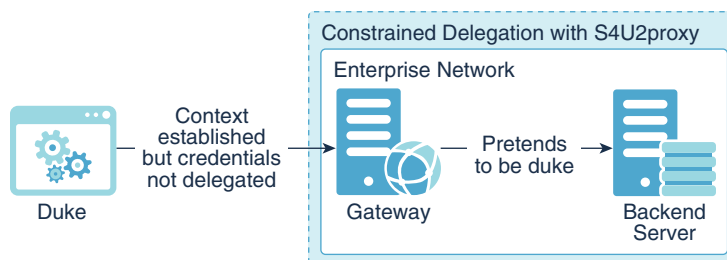 Constrained Delegation with S4U2proxy
Enterprise Network
Context
established
but credentials
not delegated
Pretends
to be duke
Duke
Gateway
Backend
Server